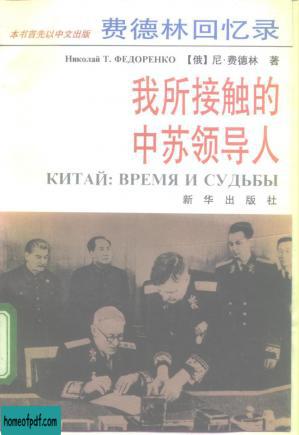 本书首先以中文出版
费德林回忆录
Николай Т. ФЕДОРЕНКО 【俄】尼·费德林 著
我所接触的
中苏领导人
КИТАЙ: ВРЕМЯ И СУДЬБЫ
新华出版社
homeofpdf.com